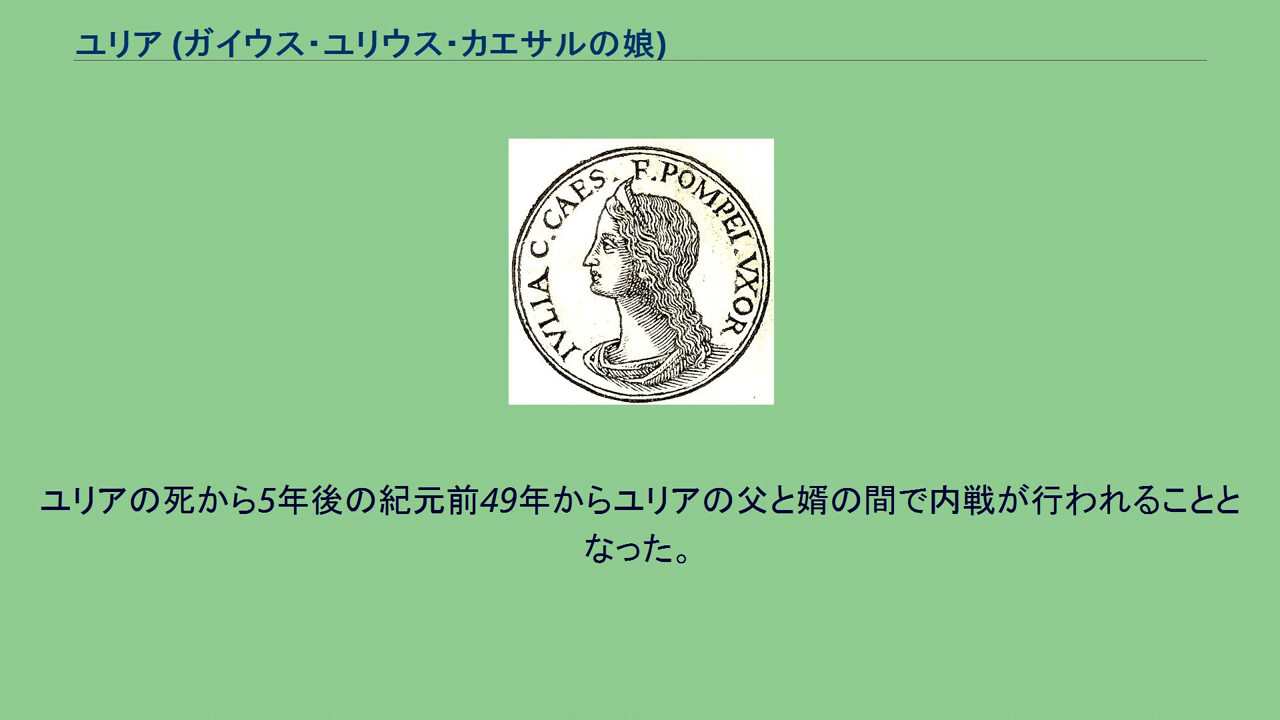 ユリア (ガイウス・ユリウス・カエサルの娘)
IVLIA C. CAES. F. POMPEI. VXOR
ユリアの死から5年後の紀元前49年からユリアの父と婿の間で内戦が行われることと
なった。